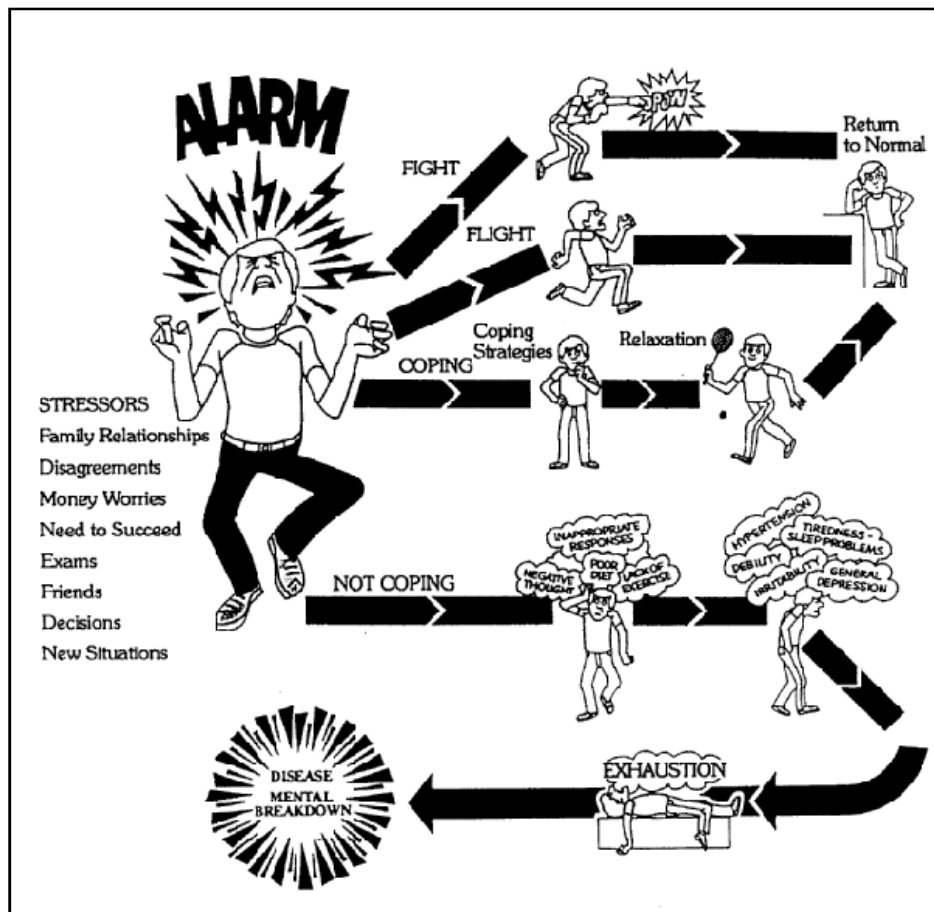 ALARM
FIGHT
POW
Return
to Normal
FLIGHT
Coping
Strategies
Relaxation
COPING
STRESSORS
Family Relationships
Disagreements
Money Worries
Need to Succeed
Exams
Friends
Decisions
New Situations
NOT COPING
INAPPROPRIATE
RESPONSES
NEGATIVE
THOUGHT
POOR
DIET
LACK OF
EXERCISE
HYPERTENSION
TIREDNESS -
SLEEP PROBLEMS
DEBILITY
IRRITABILITY
GENERAL
DEPRESSION
EXHAUSTION
DISEASE
MENTAL
BREAKDOWN